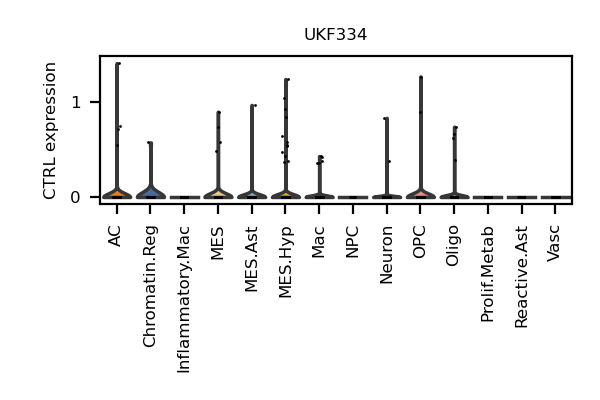 UKF334
CTRL expression
1
0
AC
Chromatin.Reg
Inflammatory.Mac
MES
MES.Ast
MES.Hyp
Mac
NPC
Neuron
OPC
Oligo
Prolif.Metab
Reactive.Ast
Vasc